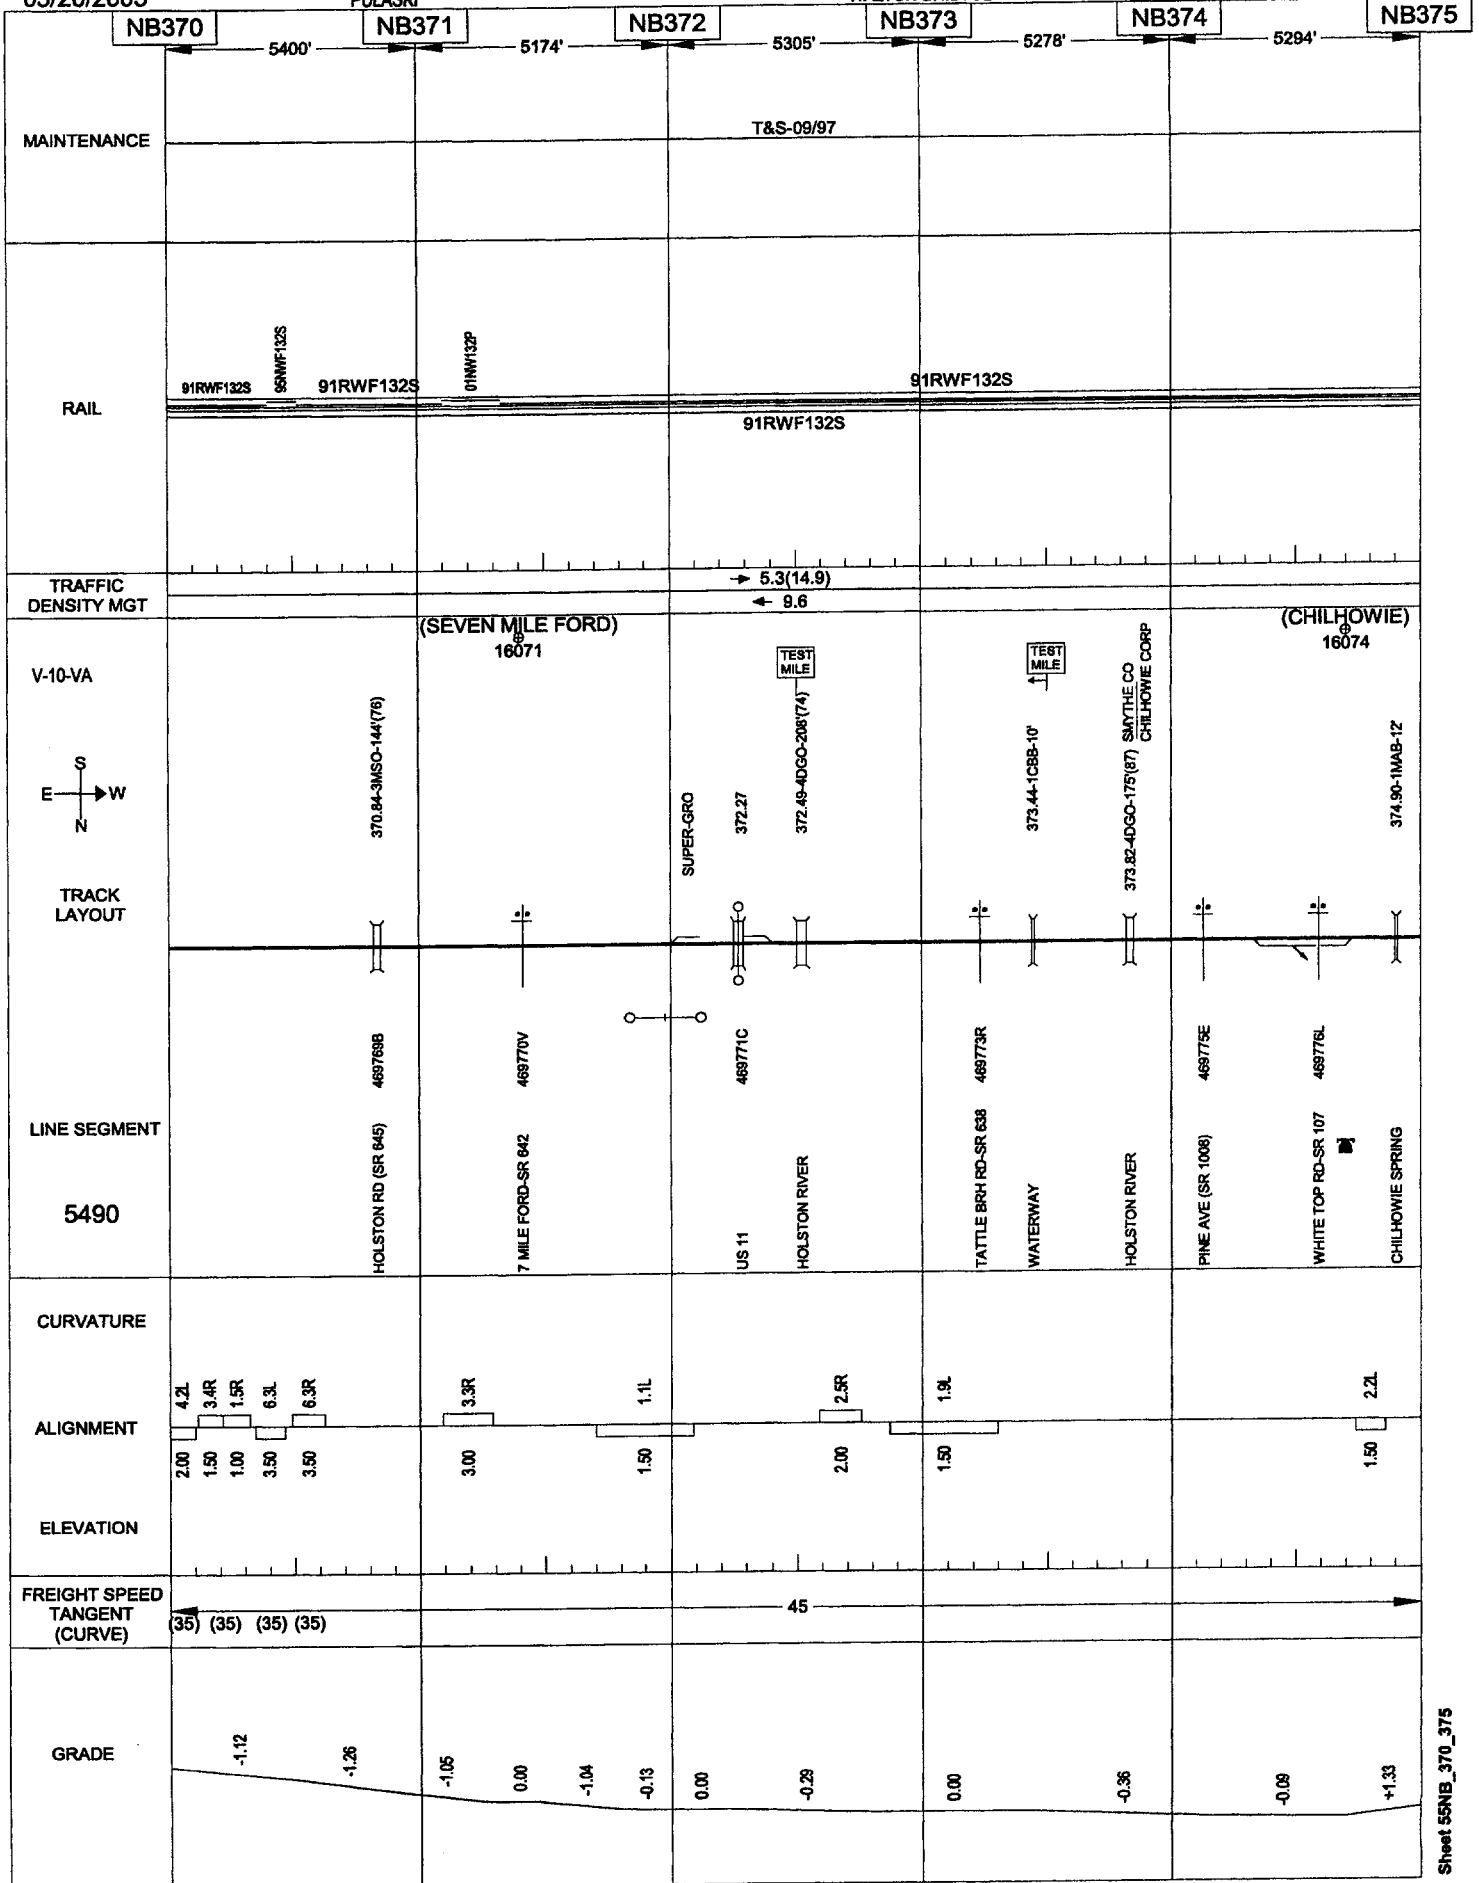 PULASKI
NB370
NB371
NB372
NB373
NB374
NB375
5400'
5174'
5305'
5278'
5294'
MAINTENANCE
T&S-09/97
RAIL
91RWF132S
95NWF132S
91RWF132S
01NW132P
91RWF132S
91RWF132S
TRAFFIC
DENSITY MGT
5.3(14.9)
9.6
(SEVEN MILE FORD)
16071
(CHILHOWIE)
16074
V-10-VA
S
E
W
N
TEST
MILE
TEST
MILE
370.84-3MSO-144'(76)
SUPER-GRO
372.27
372.49-4DGO-208'(74)
373.44-1CBB-10'
373.82-4DGO-175'(87)
SMYTHE CO
CHILHOWIE CORP
374.90-1MAB-12'
TRACK
LAYOUT
469769B
469770V
469771C
469773R
469775E
469776L
LINE SEGMENT
5490
HOLSTON RD (SR 645)
7 MILE FORD-SR 642
US 11
HOLSTON RIVER
TATTLE BRH RD-SR 638
WATERWAY
HOLSTON RIVER
PINE AVE (SR 1008)
WHITE TOP RD-SR 107
CHILHOWIE SPRING
CURVATURE
4.2L
3.4R
1.5R
6.3L
6.3R
3.3R
1.1L
2.5R
1.9L
2.2L
ALIGNMENT
2.00
1.50
1.00
3.50
3.50
3.00
1.50
2.00
1.50
1.50
ELEVATION
FREIGHT SPEED
TANGENT
(CURVE)
45
(35) (35) (35) (35)
GRADE
-1.12
-1.26
-1.05
0.00
-1.04
-0.13
0.00
-0.29
0.00
-0.36
-0.09
+1.33
Sheet 55NB_370_375